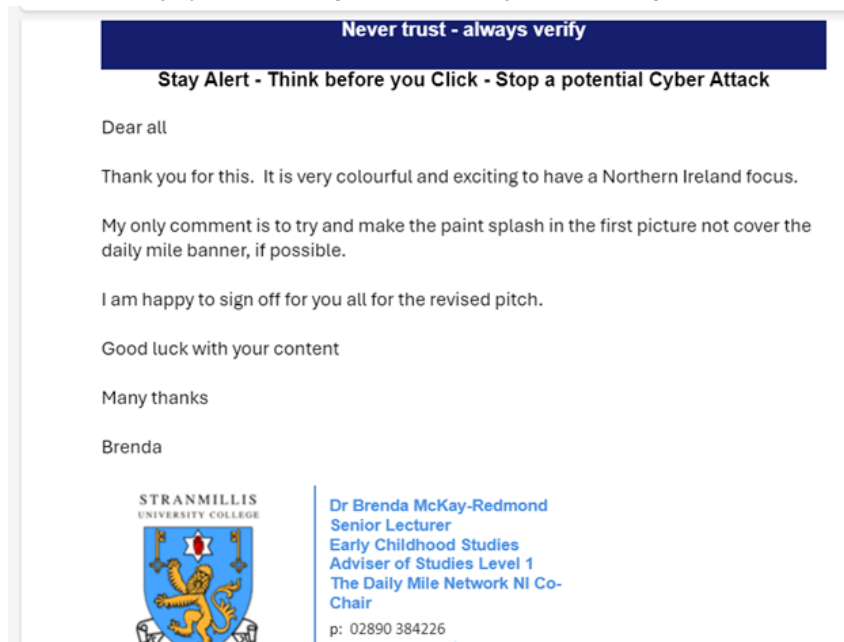 Never trust - always verify
Stay Alert - Think before you Click - Stop a potential Cyber Attack
Dear all
Thank you for this.  It is very colourful and exciting to have a Northern Ireland focus.
My only comment is to try and make the paint splash in the first picture not cover the
daily mile banner, if possible.
I am happy to sign off for you all for the revised pitch.
Good luck with your content
Many thanks
Brenda
STRANMILLIS
UNIVERSITY COLLEGE
Dr Brenda McKay-Redmond
Senior Lecturer
Early Childhood Studies
Adviser of Studies Level 1
The Daily Mile Network NI Co-
Chair
p: 02890 384226